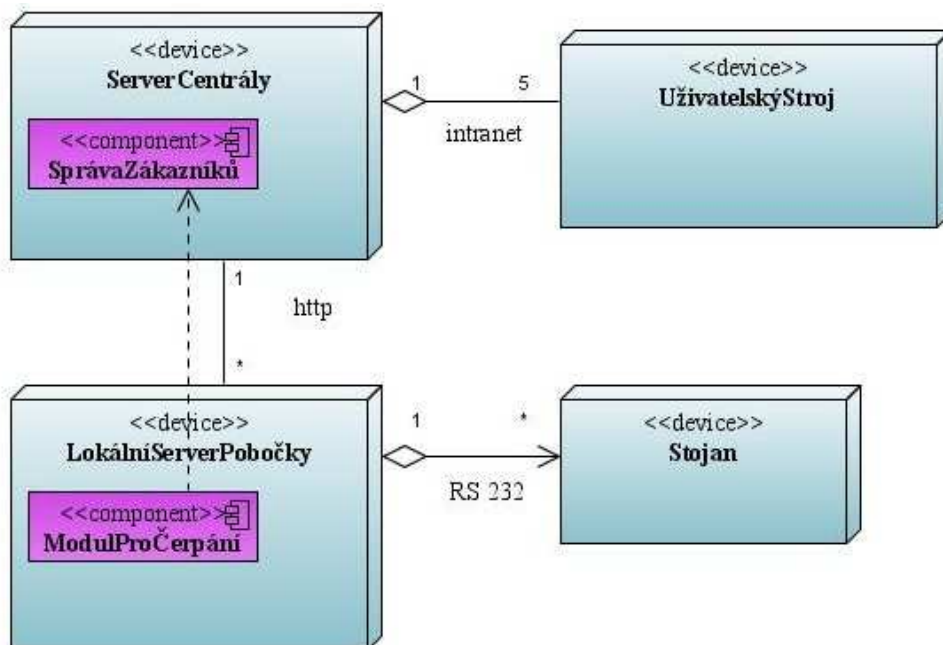 <<device>>
ServerCentrály
<<component>>
SprávaZákazníků
1
5
intranet
<<device>>
UživatelskýStroj
1
http
*
<<device>>
LokálníServerPobočky
<<component>>
ModulProČerpání
1
*
RS 232
<<device>>
Stojan